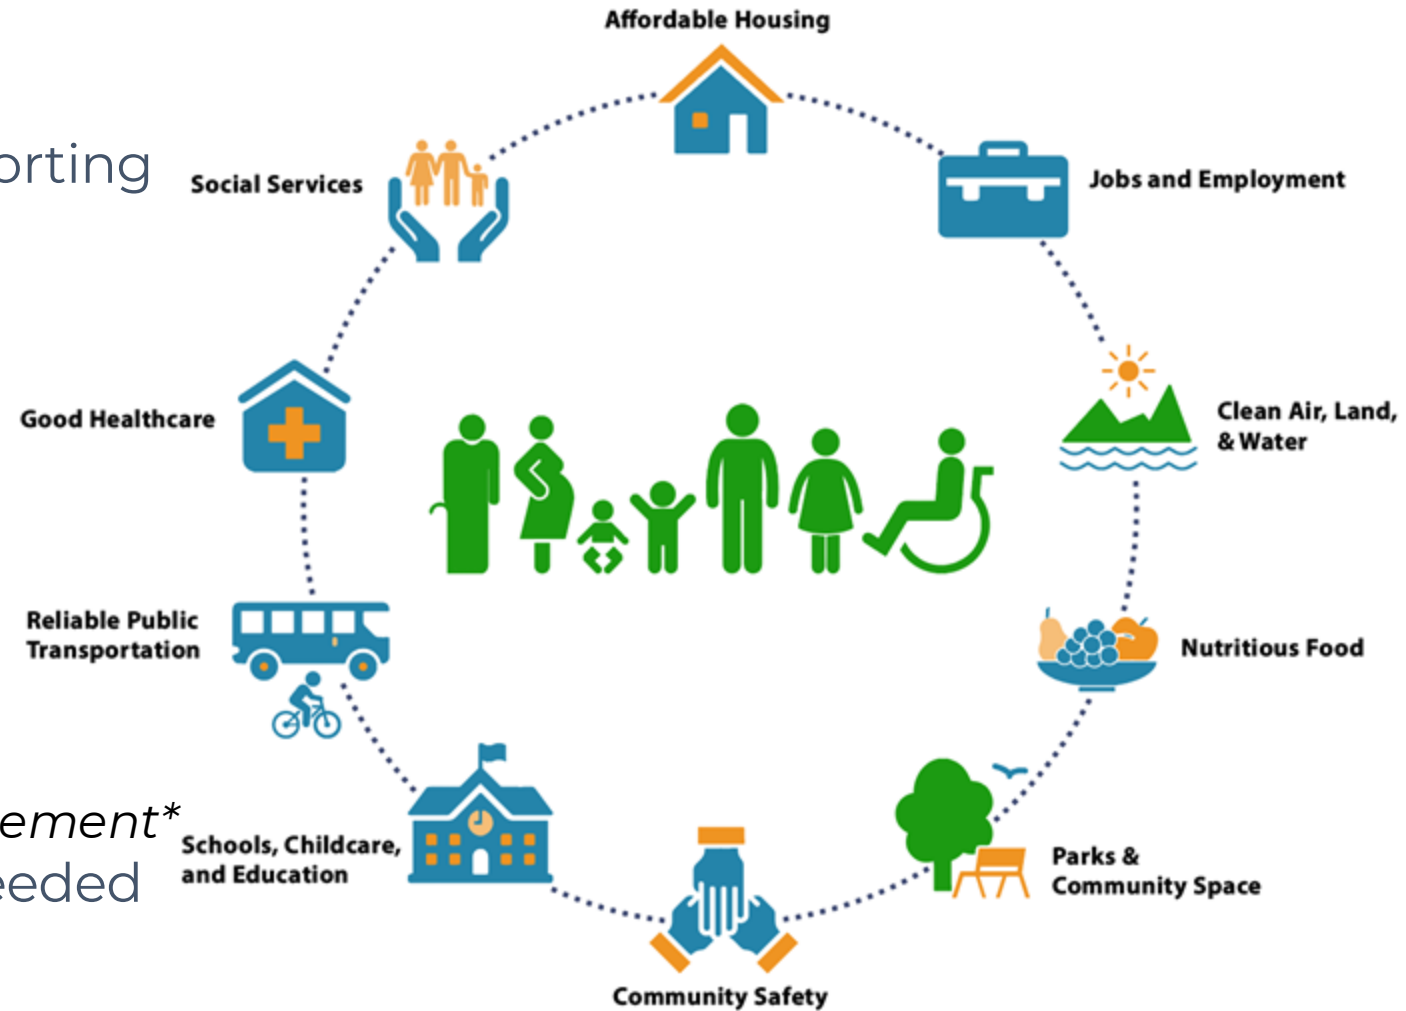 Affordable Housing
orting
Social Services
Jobs and Employment
Good Healthcare
Clean Air, Land,
& Water
Reliable Public
Transportation
Nutritious Food
ement*
eeded
Schools, Childcare,
and Education
Parks &
Community Space
Community Safety